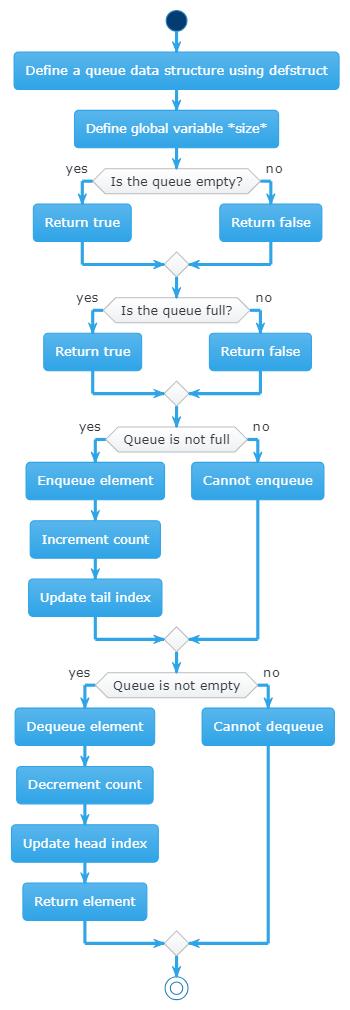 Define a queue data structure using defstruct
Define global variable *size*
yes
Is the queue empty?
no
Return true
Return false
yes
Is the queue full?
no
Return true
Return false
yes
Queue is not full
no
Enqueue element
Cannot enqueue
Increment count
Update tail index
yes
Queue is not empty
no
Dequeue element
Cannot dequeue
Decrement count
Update head index
Return element